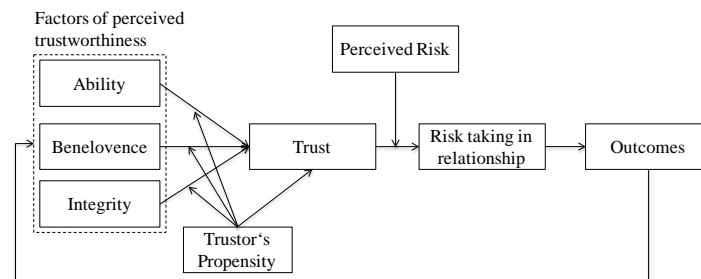 Factors of perceived
trustworthiness
Ability
Benelovence
Integrity
Trustor‘s
Propensity
Trust
Perceived Risk
Risk taking in
relationship
Outcomes